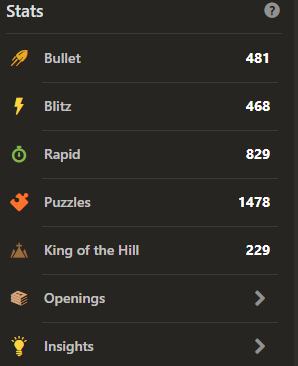 Stats ?
Bullet 481
Blitz 468
Rapid 829
Puzzles 1478
King of the Hill 229
Openings
Insights